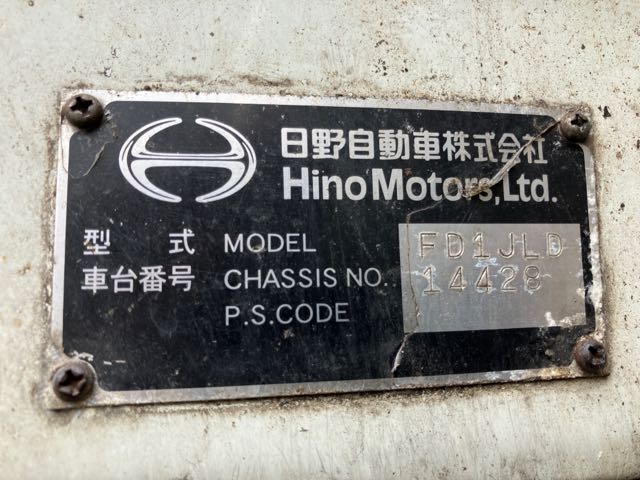 日野自動車株式会社
Hino Motors, Ltd.
型 式 MODEL FD1JLD
車台番号 CHASSIS NO. 14428
P.S.CODE